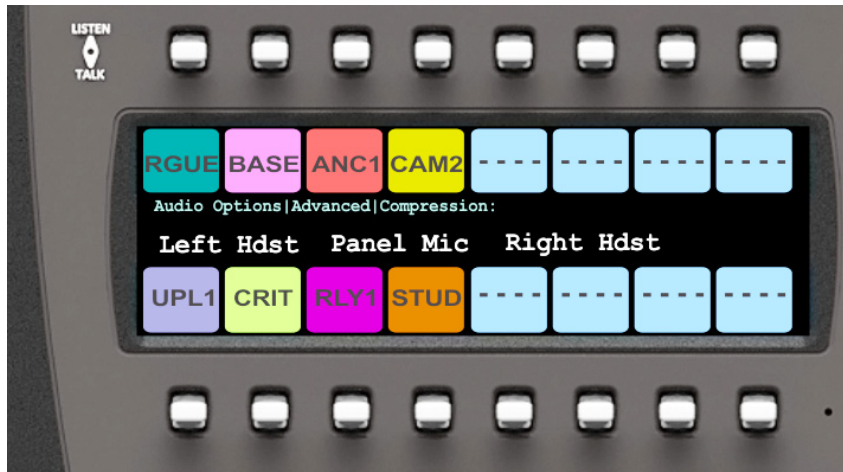 LISTEN
TALK
RGUE BASE ANC1 CAM2 ---- ---- ---- ----
Audio Options|Advanced|Compression:
Left Hdst Panel Mic Right Hdst
UPL1 CRIT RLY1 STUD ---- ---- ---- ----